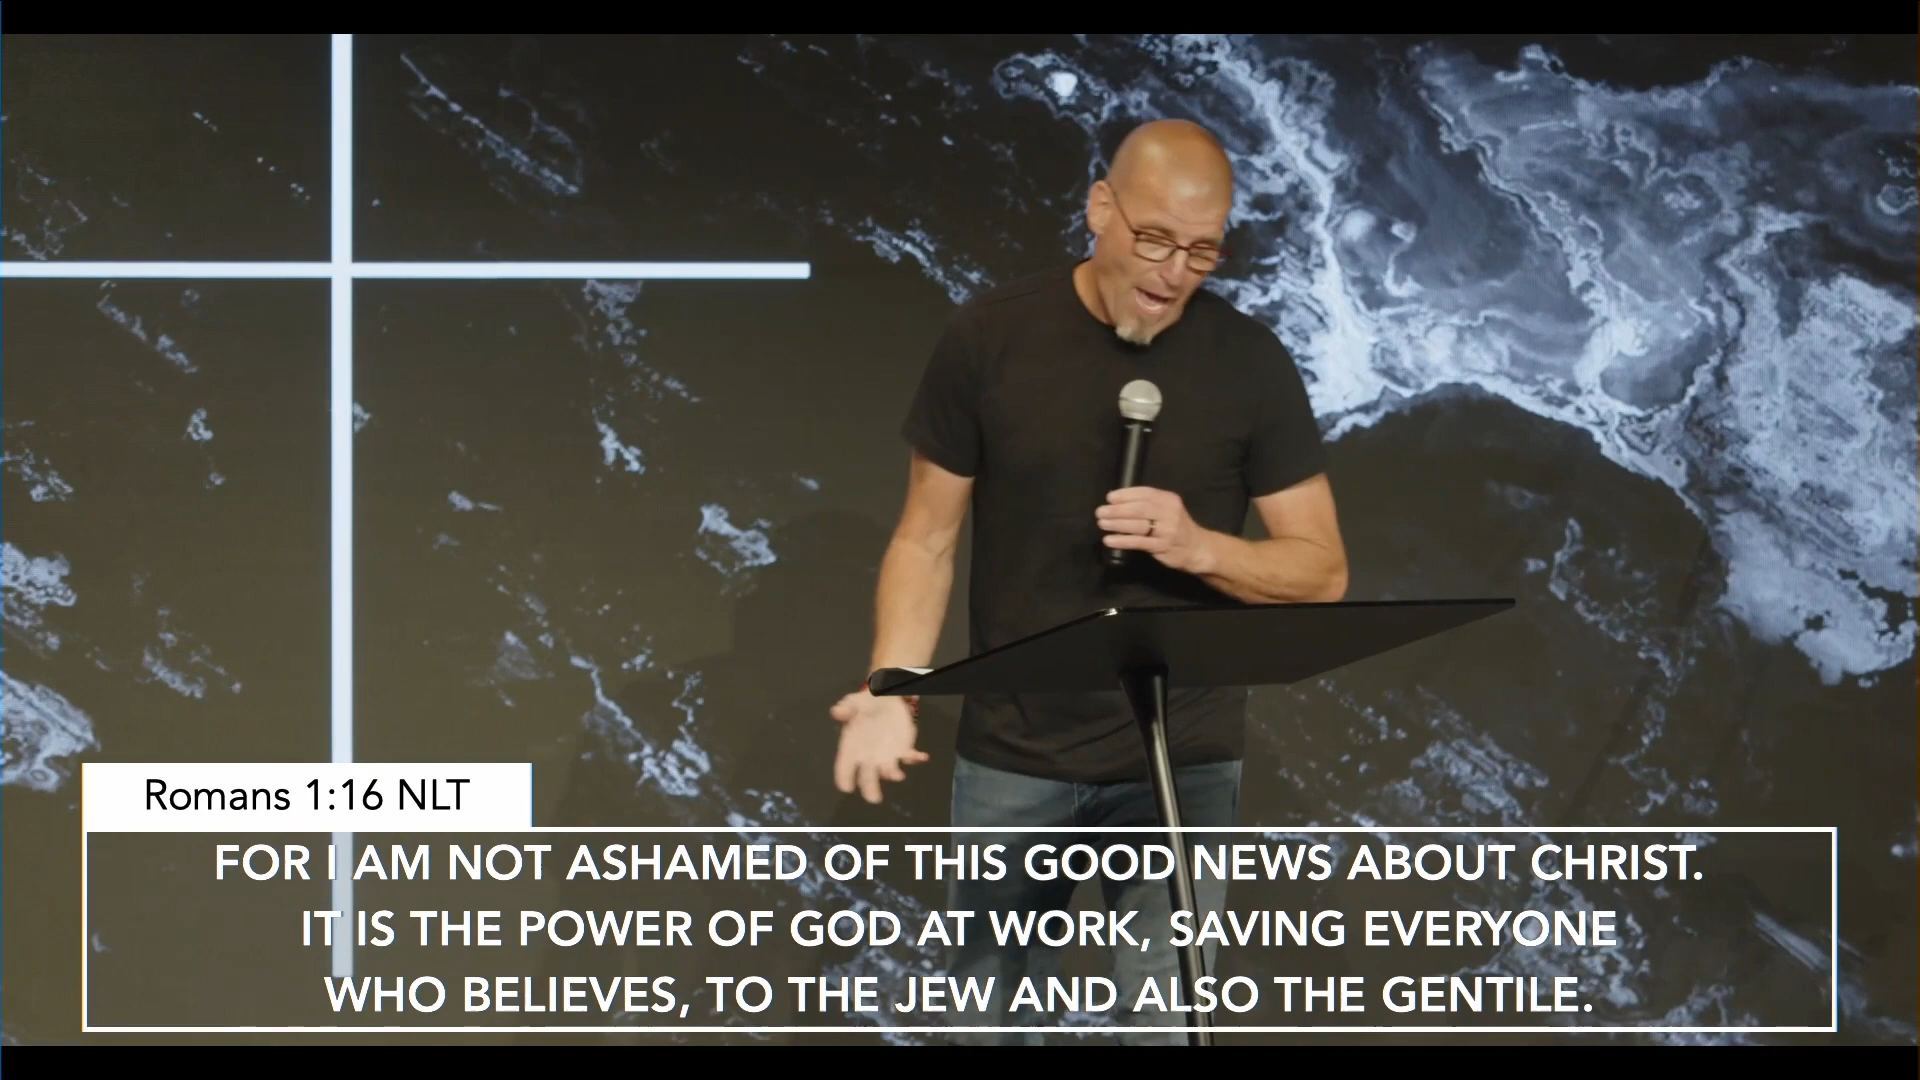 Romans 1:16 NLT
FOR I AM NOT ASHAMED OF THIS GOOD NEWS ABOUT CHRIST.
IT IS THE POWER OF GOD AT WORK, SAVING EVERYONE
WHO BELIEVES, TO THE JEW AND ALSO THE GENTILE.